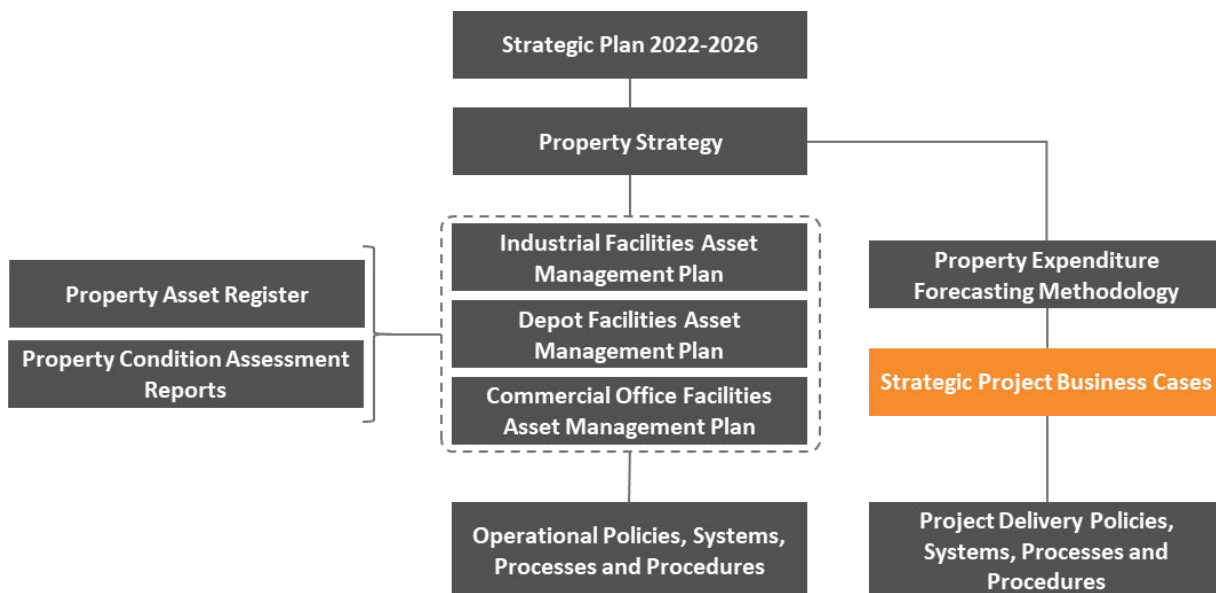 Strategic Plan 2022-2026
Property Strategy
Industrial Facilities Asset
Management Plan
Depot Facilities Asset
Management Plan
Commercial Office Facilities
Asset Management Plan
Property Asset Register
Property Condition Assessment
Reports
Operational Policies, Systems,
Processes and Procedures
Property Expenditure
Forecasting Methodology
Strategic Project Business Cases
Project Delivery Policies,
Systems, Processes and
Procedures